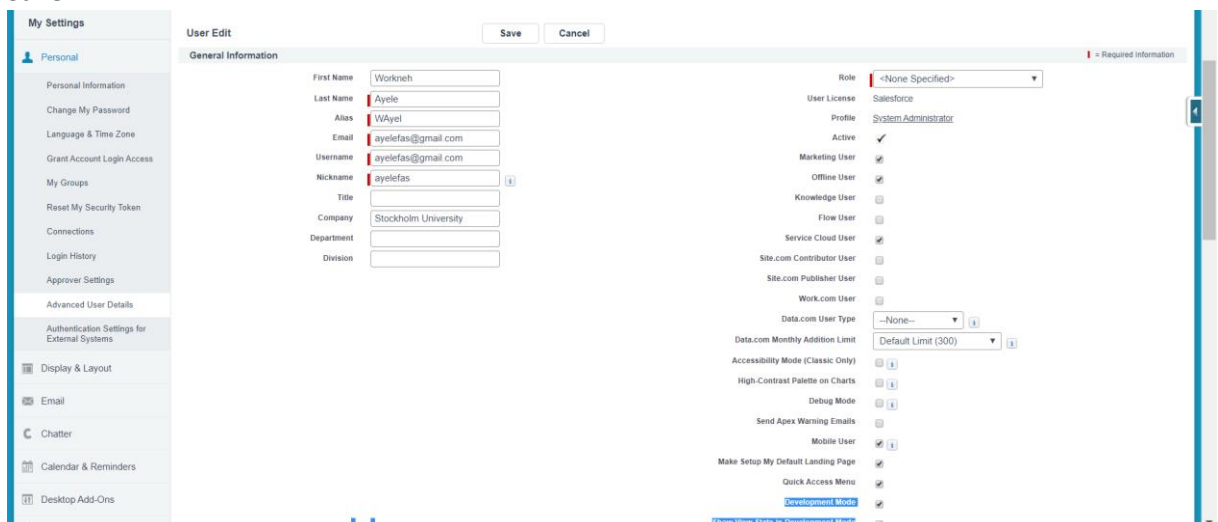 My Settings
Personal
Personal Information
Change My Password
Language & Time Zone
Grant Account Login Access
My Groups
Reset My Security Token
Connections
Login History
Approver Settings
Advanced User Details
Authentication Settings for
External Systems
Display & Layout
Email
Chatter
Calendar & Reminders
Desktop Add-Ons
User Edit Save Cancel
General Information = Required Information
First Name Workneh
Last Name Ayele
Alias WAyel
Email ayelefas@gmail.com
Username ayelefas@gmail.com
Nickname ayelefas
Title
Company Stockholm University
Department
Division
Role <None Specified>
User License Salesforce
Profile System Administrator
Active
Marketing User
Offline User
Knowledge User
Flow User
Service Cloud User
Site.com Contributor User
Site.com Publisher User
Work.com User
Data.com User Type --None--
Data.com Monthly Addition Limit Default Limit (300)
Accessibility Mode (Classic Only)
High-Contrast Palette on Charts
Debug Mode
Send Apex Warning Emails
Mobile User
Make Setup My Default Landing Page
Quick Access Menu
Development Mode
Show View State in Development Mode